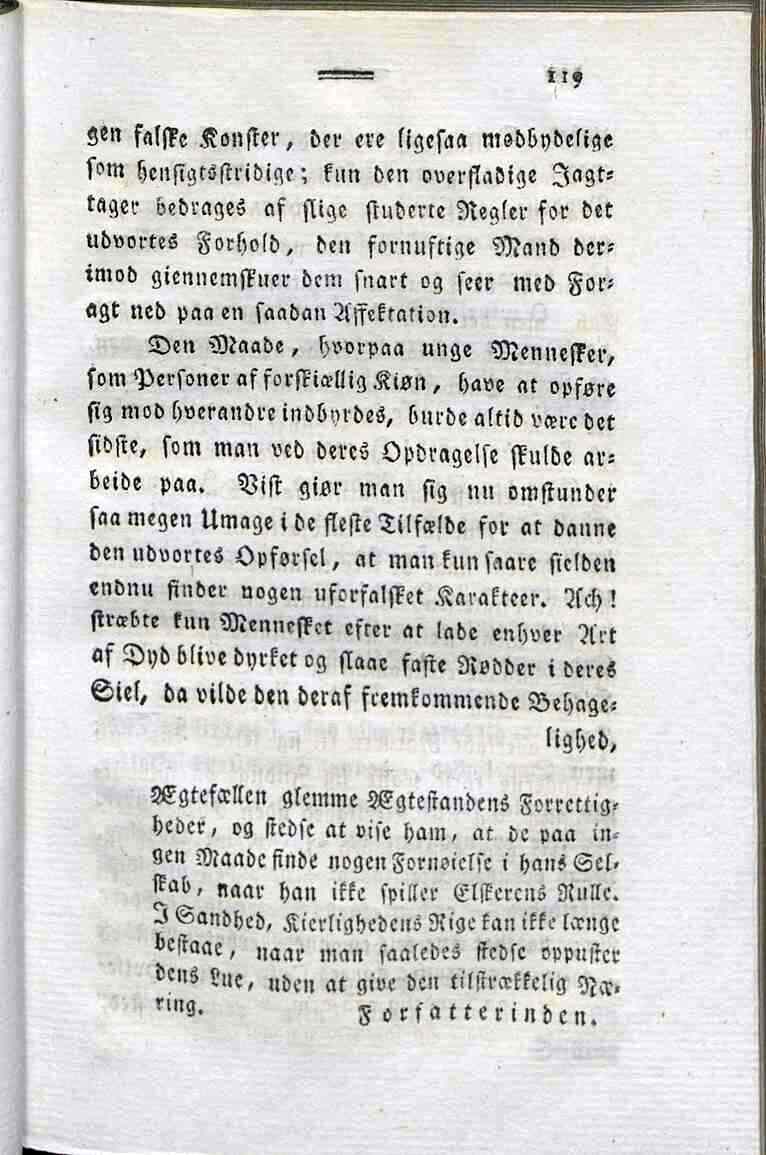 119
gen falske Konster, der ere ligesaa modbydelige
som hensigtsstridige; kun den overfladige Jagt-
tager bedrages af slige studerte Regler for det
udvortes Forhold, den fornuftige Mand der-
imod giennemskuer dem snart og seer med For-
agt ned paa en saadan Affektation.
Den Maade, hvorpaa unge Mennesker,
som Personer af forskiællig Kiøn, have at opføre
sig mod hverandre indbyrdes, burde altid være det
sidste, som man ved deres Opdragelse skulde ar-
beide paa. Vist giør man sig nu omstunder
saa megen Umage i de fleste Tilfælde for at danne
den udvortes Opførsel, at man kun saare sielden
endnu finder nogen uforfalsket Karakteer. Ach!
stræbte kun Mennesket efter at lade enhver Art
af Dyd blive dyrket og slaae faste Rødder i deres
Siel, da vilde den deraf fremkommende Behage-
lighed,
Ægtefællen glemme Ægtestandens Forrettig-
heder, og stedse at vise ham, at de paa in-
gen Maade finde nogen Fornøielse i hans Sel-
skab, naar han ikke spiller Elskerens Rulle.
I Sandhed, Kierlighedens Rige kan ikke længe
bestaae, naar man saaledes stedse oppuster
dens Lue, uden at give den tilstrækkelig Næ-
ring. Forfatterinden.